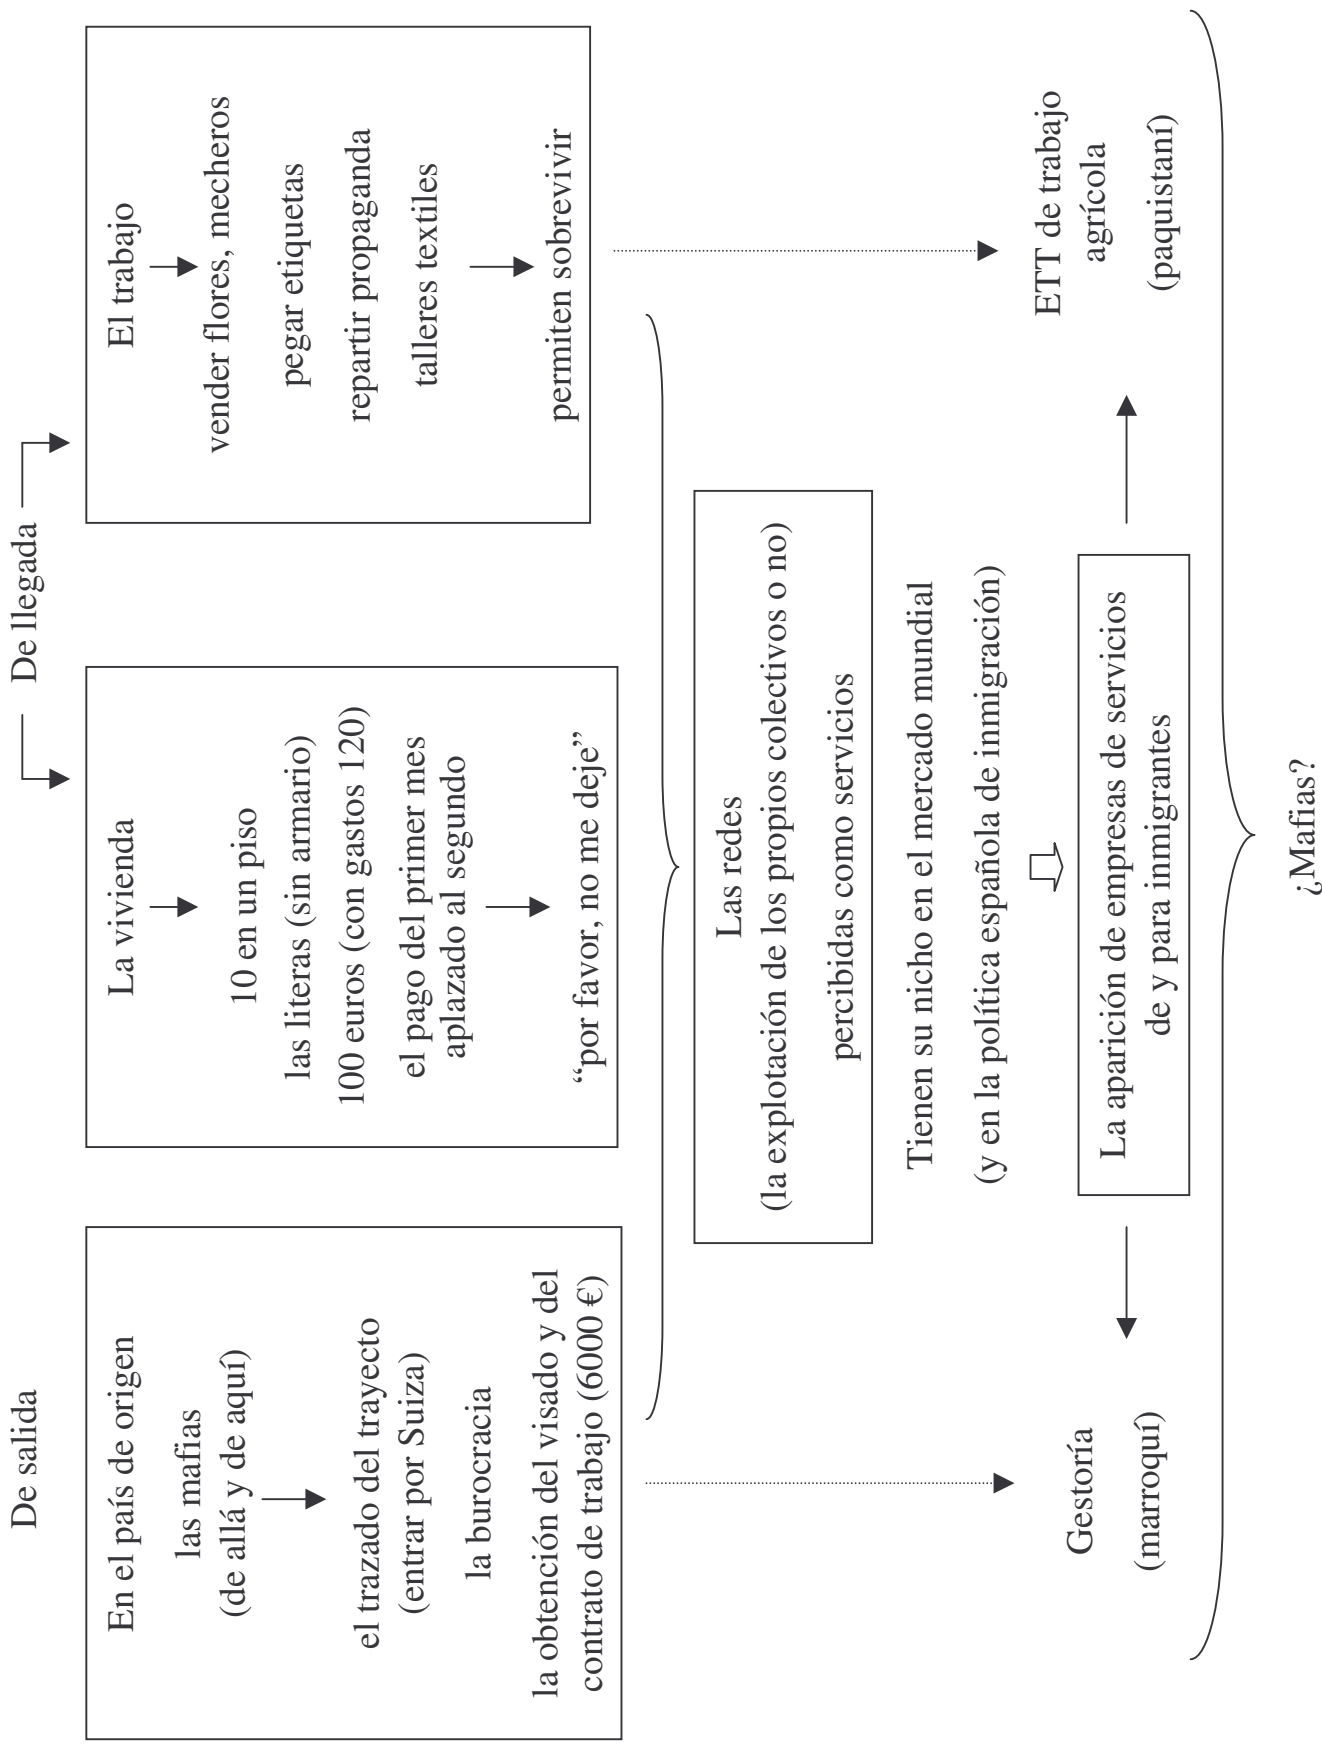 De salida
De llegada
En el país de origen
las mafias
(de allá y de aquí)
el trazado del trayecto
(entrar por Suiza)
la burocracia
la obtención del visado y del
contrato de trabajo (6000 €)
La vivienda
10 en un piso
las literas (sin armario)
100 euros (con gastos 120)
el pago del primer mes
aplazado al segundo
“por favor, no me deje”
El trabajo
vender flores, mecheros
pegar etiquetas
repartir propaganda
talleres textiles
permiten sobrevivir
Las redes
(la explotación de los propios colectivos o no)
percibidas como servicios
Tienen su nicho en el mercado mundial
(y en la política española de inmigración)
Gestoría
(marroquí)
La aparición de empresas de servicios
de y para inmigrantes
ETT de trabajo
agrícola
(paquistaní)
¿Mafias?